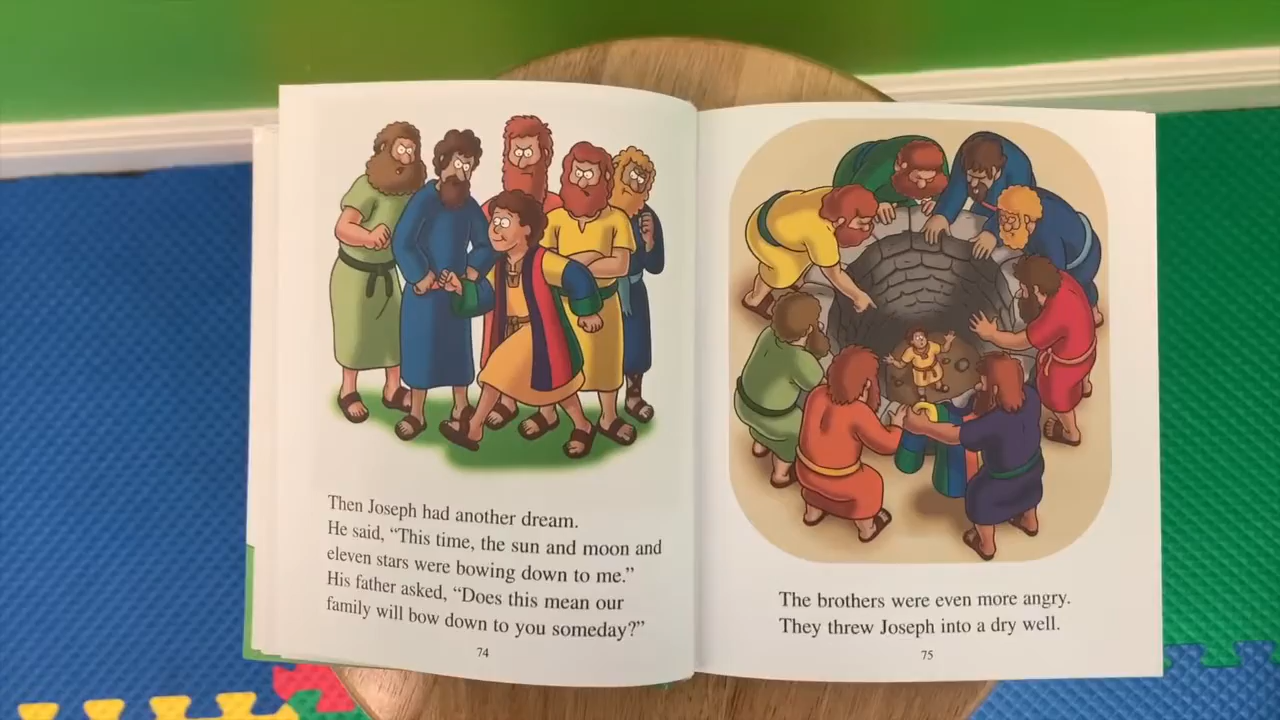 Then Joseph had another dream.
He said, “This time, the sun and moon and
eleven stars were bowing down to me.”
His father asked, “Does this mean our
family will bow down to you someday?”
74
The brothers were even more angry.
They threw Joseph into a dry well.
75